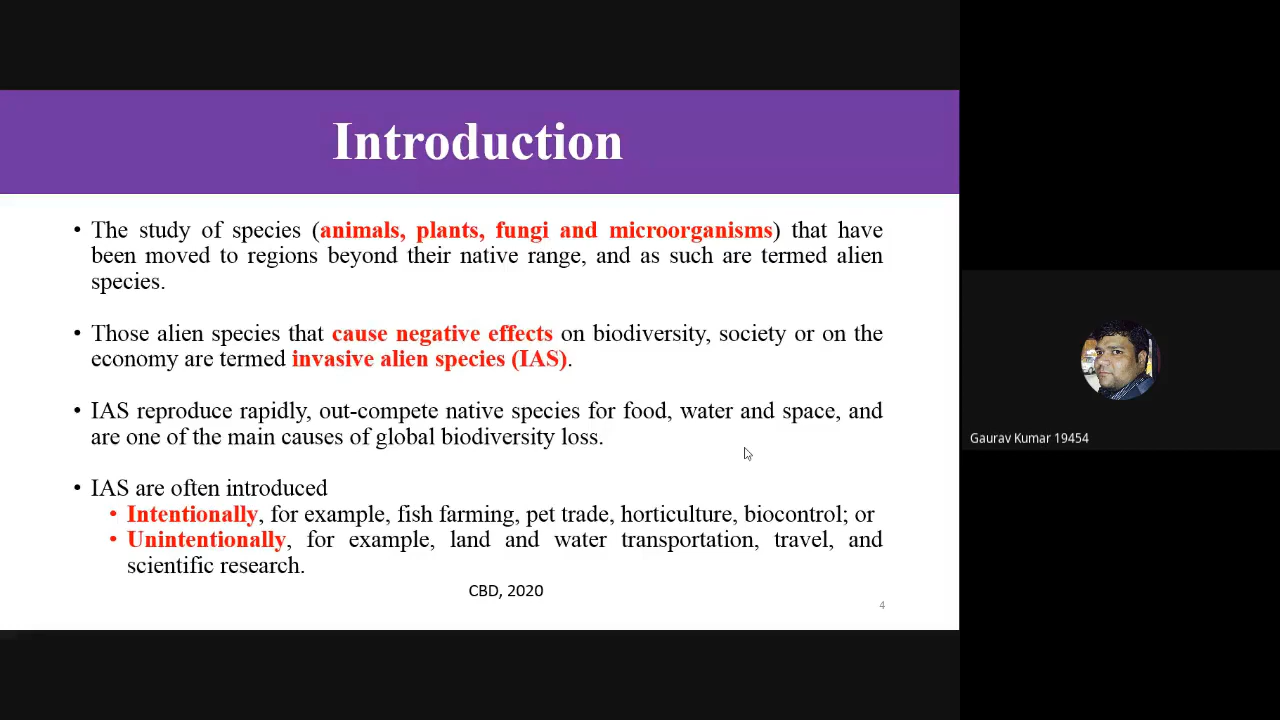 Introduction
• The study of species (animals, plants, fungi and microorganisms) that have
been moved to regions beyond their native range, and as such are termed alien
species.
• Those alien species that cause negative effects on biodiversity, society or on the
economy are termed invasive alien species (IAS).
• IAS reproduce rapidly, out-compete native species for food, water and space, and
are one of the main causes of global biodiversity loss.
• IAS are often introduced
• Intentionally, for example, fish farming, pet trade, horticulture, biocontrol; or
• Unintentionally, for example, land and water transportation, travel, and
scientific research.
CBD, 2020
4
Gaurav Kumar 19454